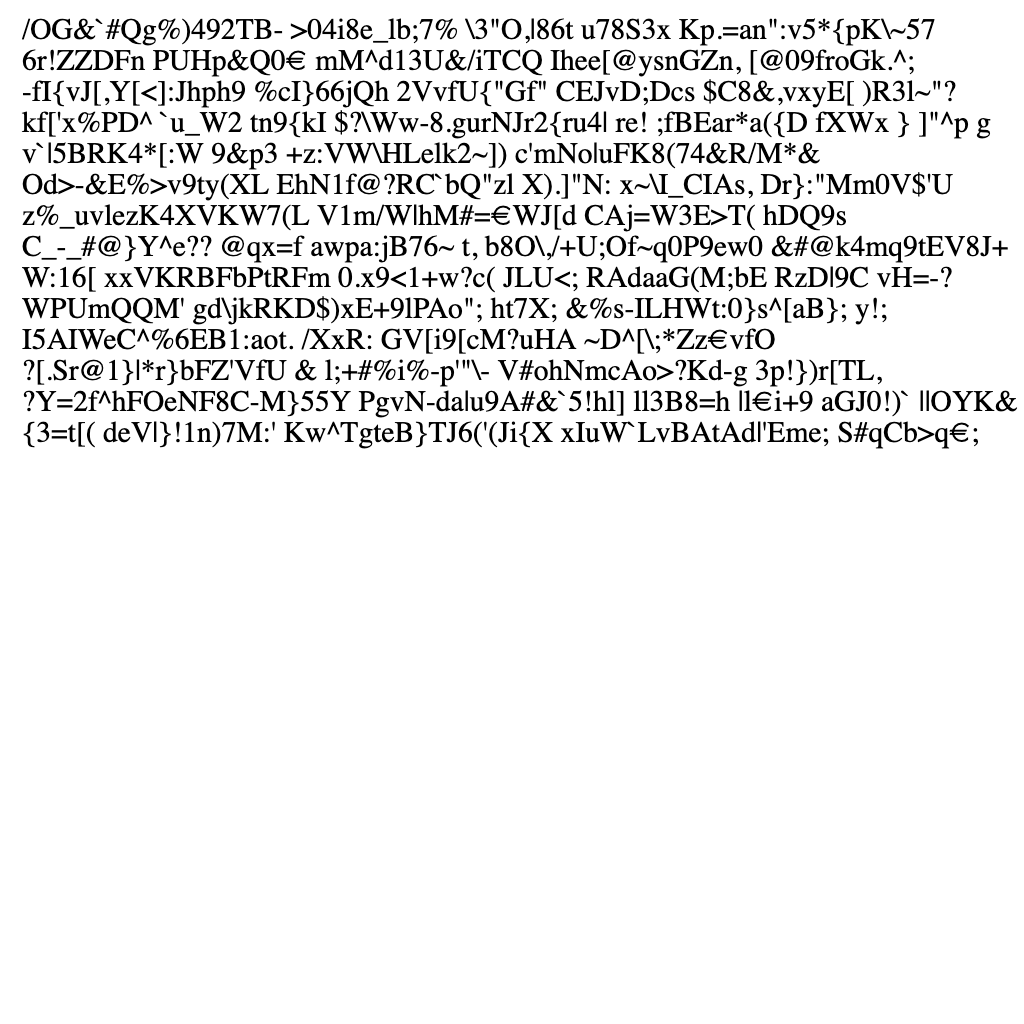 /OG&`#Qg%)492TB- >04i8e_lb;7% \3"O,|86t u78S3x Kp.=an":v5*{pK\~57
6r!ZZDFn PUHp&Q0€ mM^d13U&/iTCQ Ihee[@ysnGZn, [@09froGk.^;
-fI{vJ[,Y[<]:Jhph9 %cI}66jQh 2VvfU{"Gf" CEJvD;Dcs $C8&,vxyE[ )R3l~"?
kf['x%PD^ `u_W2 tn9{kI $?\Ww-8.gurNJr2{ru4| re! ;fBEar*a({D fXWx } ]"^p g
v`|5BRK4*[:W 9&p3 +z:VW\HLelk2~]) c'mNo|uFK8(74&R/M*&
Od>-&E%>v9ty(XL EhN1f@?RC`bQ"zl X).]"N: x~\I_CIAs, Dr}:"Mm0V$'U
z%_uvlezK4XVKW7(L V1m/W|hM#=€WJ[d CAj=W3E>T( hDQ9s
C_-_#@}Y^e?? @qx=f awpa:jB76~ t, b8O\,/+U;Of~q0P9ew0 &#@k4mq9tEV8J+
W:16[ xxVKRBFbPtRFm 0.x9<1+w?c( JLU<; RAdaaG(M;bE RzD|9C vH=-?
WPUmQQM' gd\jkRKD$)xE+9lPAo"; ht7X; &%s-ILHWt:0}s^[aB}; y!;
I5AIWeC^%6EB1:aot. /XxR: GV[i9[cM?uHA ~D^[\;*Zz€vfO
?[.Sr@1}|*r}bFZ'VfU & l;+#%i%-p'"\- V#ohNmcAo>?Kd-g 3p!})r[TL,
?Y=2f^hFOeNF8C-M}55Y PgvN-da|u9A#&`5!hl] ll3B8=h |l€i+9 aGJ0!)` ||OYK&
{3=t[( deV|}!1n)7M:' Kw^TgteB}TJ6('(Ji{X xIuW`LvBAtAd|'Eme; S#qCb>q€;